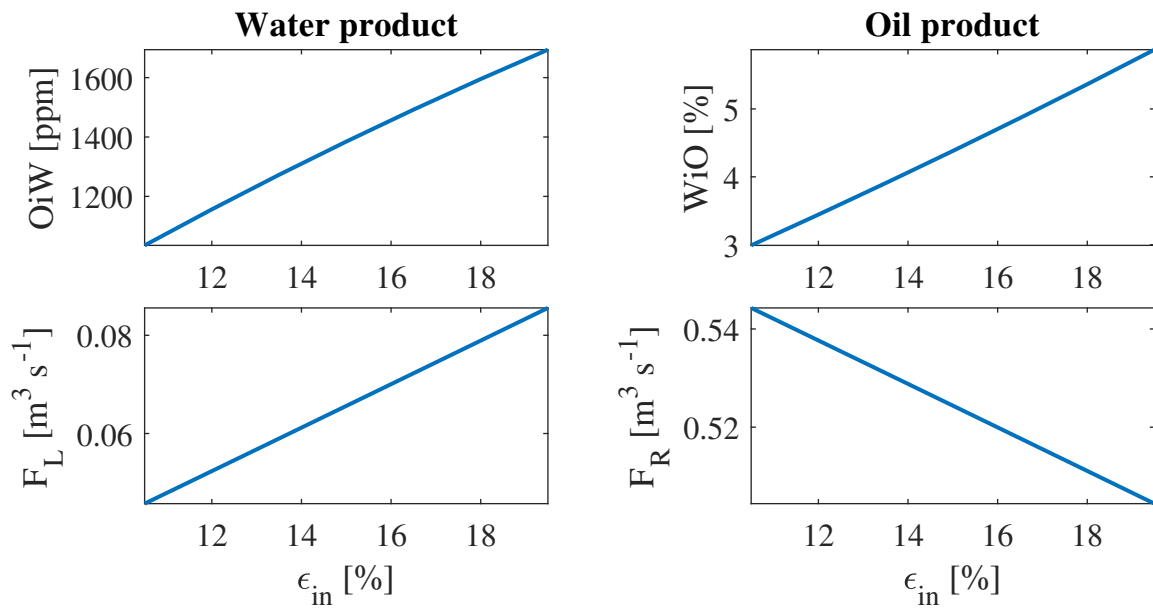 Water product
Oil product
OiW [ppm]
1600
1400
1200
12 14 16 18
WiO [%]
5
4
3
12 14 16 18
F_L [m^3 s^-1]
0.08
0.06
12 14 16 18
ϵ_in [%]
F_R [m^3 s^-1]
0.54
0.52
12 14 16 18
ϵ_in [%]